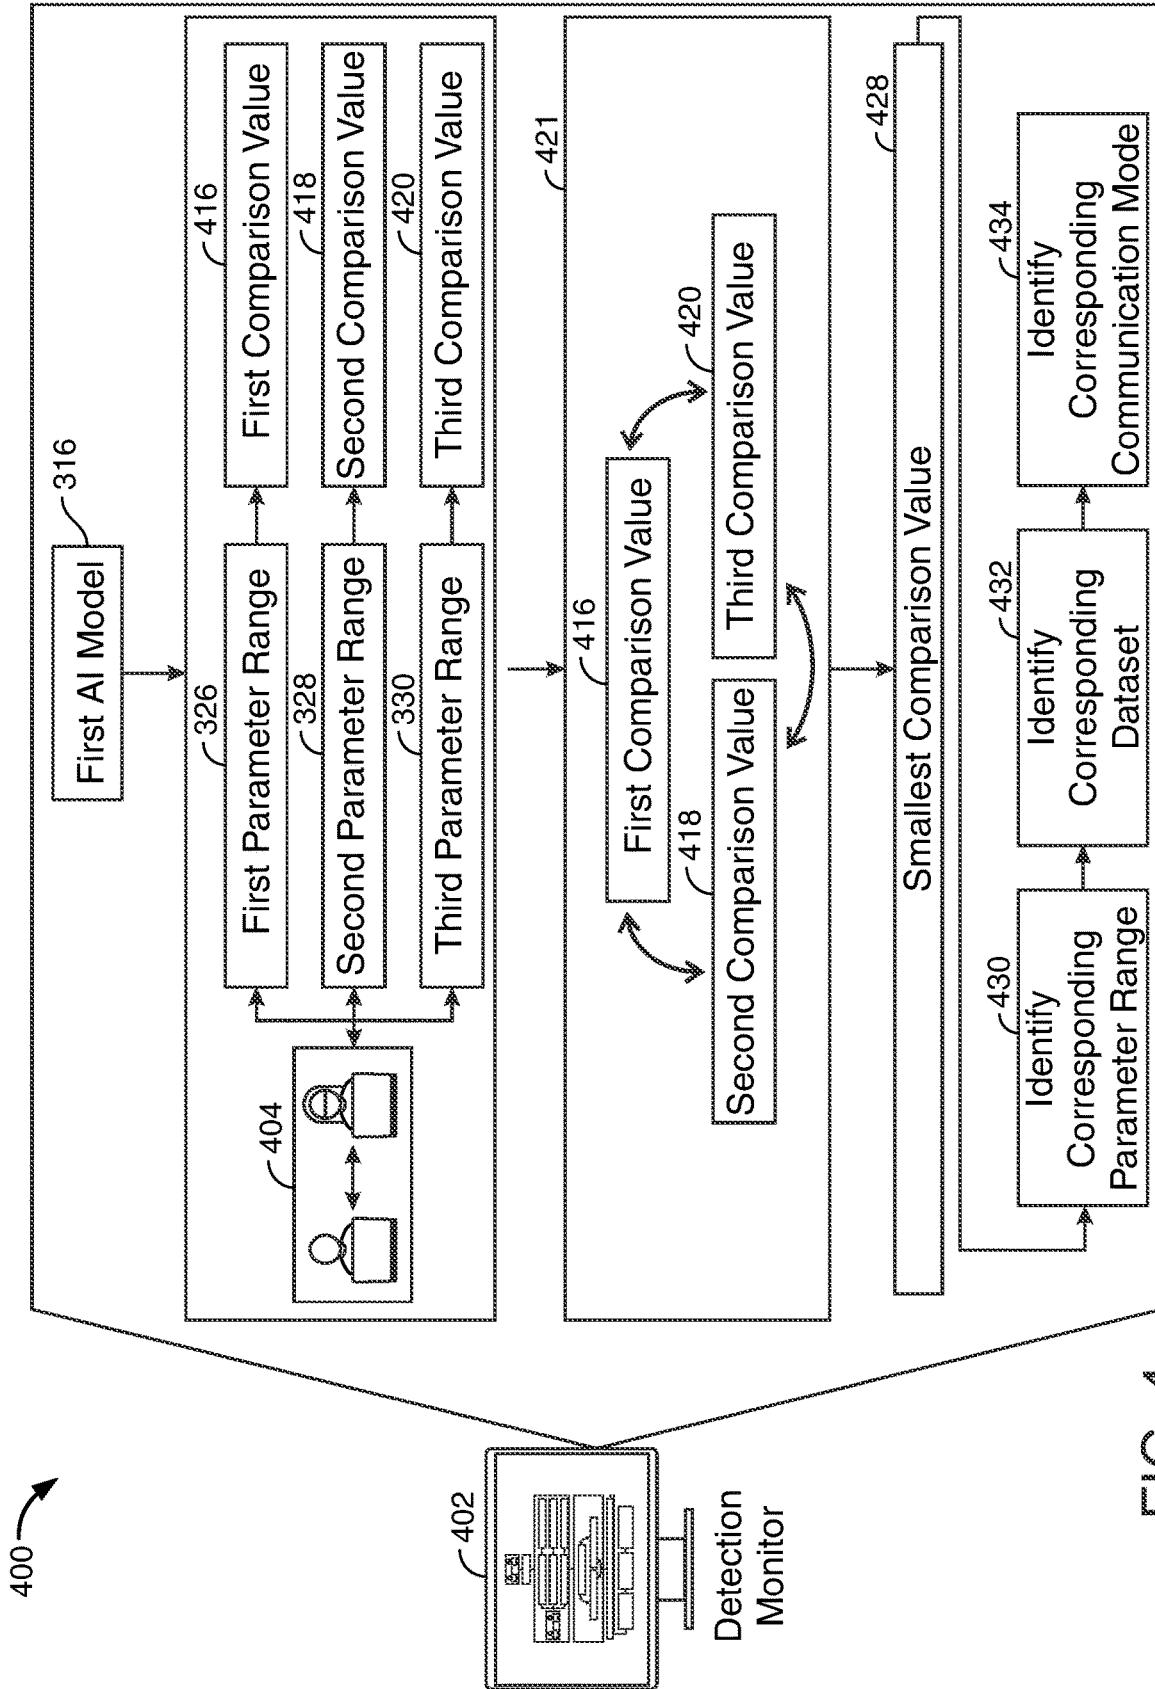 400
402
Detection
Monitor
316
First AI Model
404
326
First Parameter Range
328
Second Parameter Range
330
Third Parameter Range
416
First Comparison Value
418
Second Comparison Value
420
Third Comparison Value
421
416
First Comparison Value
418
Second Comparison Value
420
Third Comparison Value
428
Smallest Comparison Value
430
Identify
Corresponding
Parameter Range
432
Identify
Corresponding
Dataset
434
Identify
Corresponding
Communication Mode
FIG.